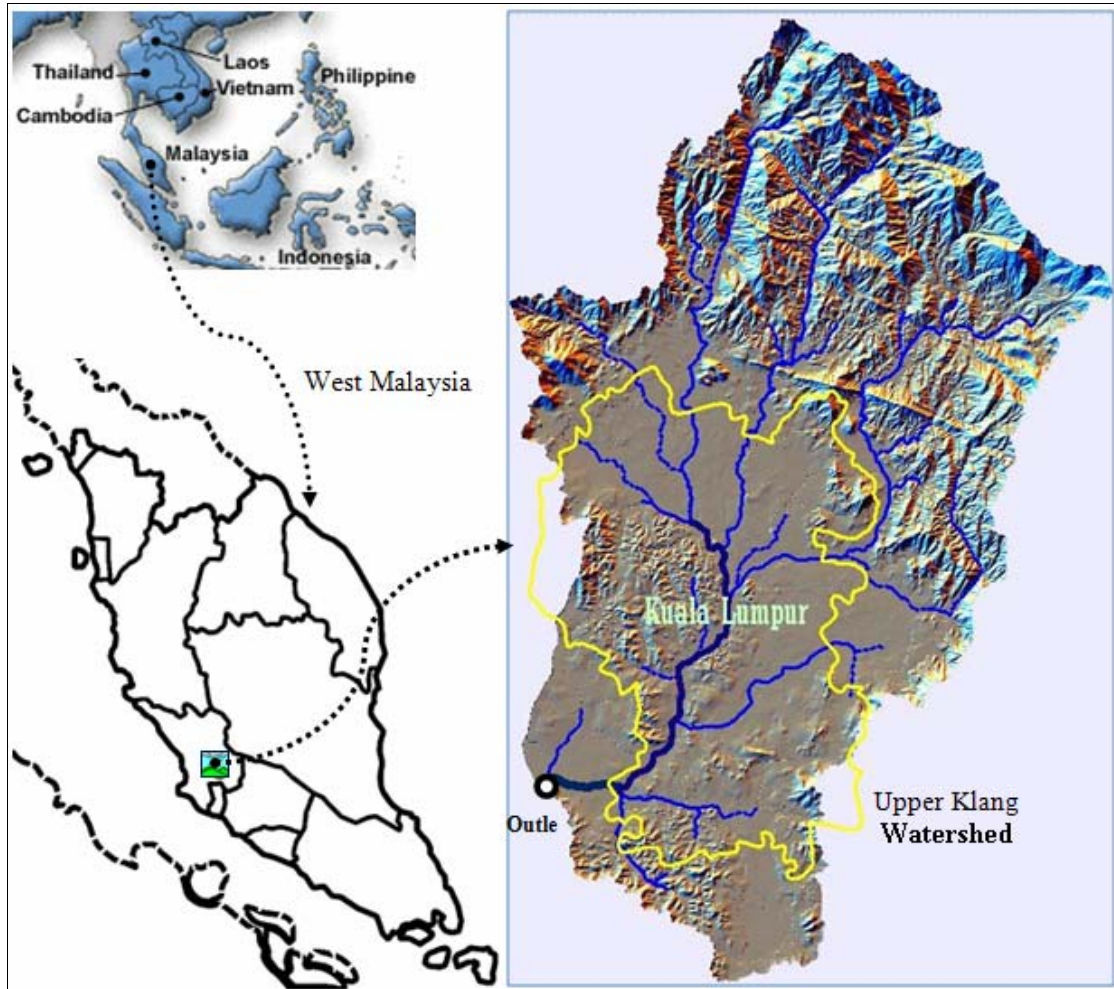 Laos
Thailand
Vietnam
Philippine
Cambodia
Malaysia
Indonesia
West Malaysia
Kuala Lumpur
Outle
Upper Klang
Watershed